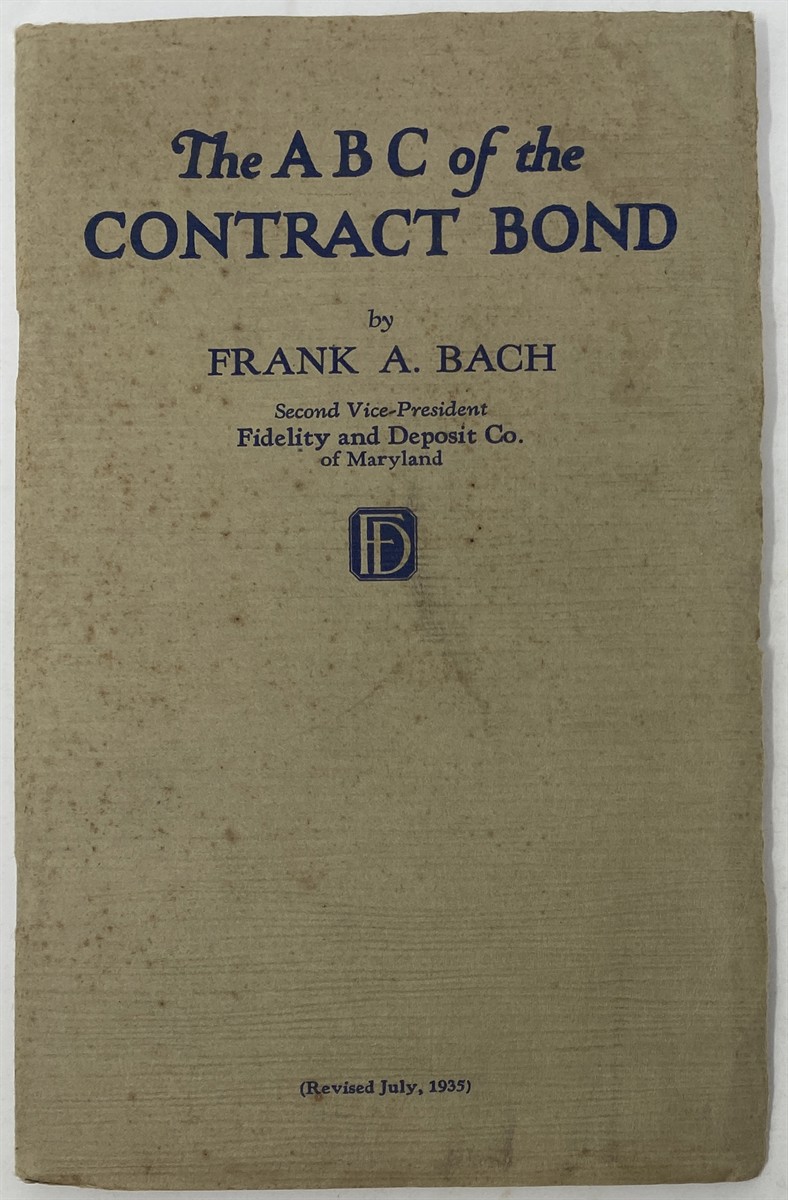 The A B C of the
CONTRACT BOND
by
FRANK A. BACH
Second Vice-President
Fidelity and Deposit Co.
of Maryland
FD
(Revised July, 1935)